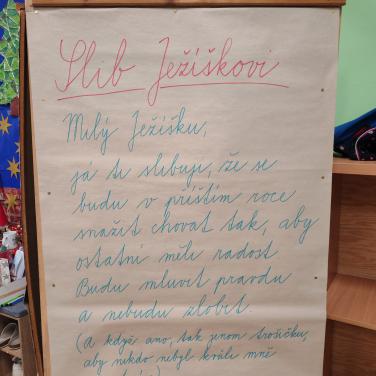 Slib Ježíškovi
Milý Ježíšku,
já ti slibuji, že se
budu v příštím roce
snažit chovat tak, aby
ostatní měli radost
Budu mluvit pravdu
a nebudu zlobit.
(a když ano, tak jenom trošičku,
aby nikdo nebyl kvůli mně